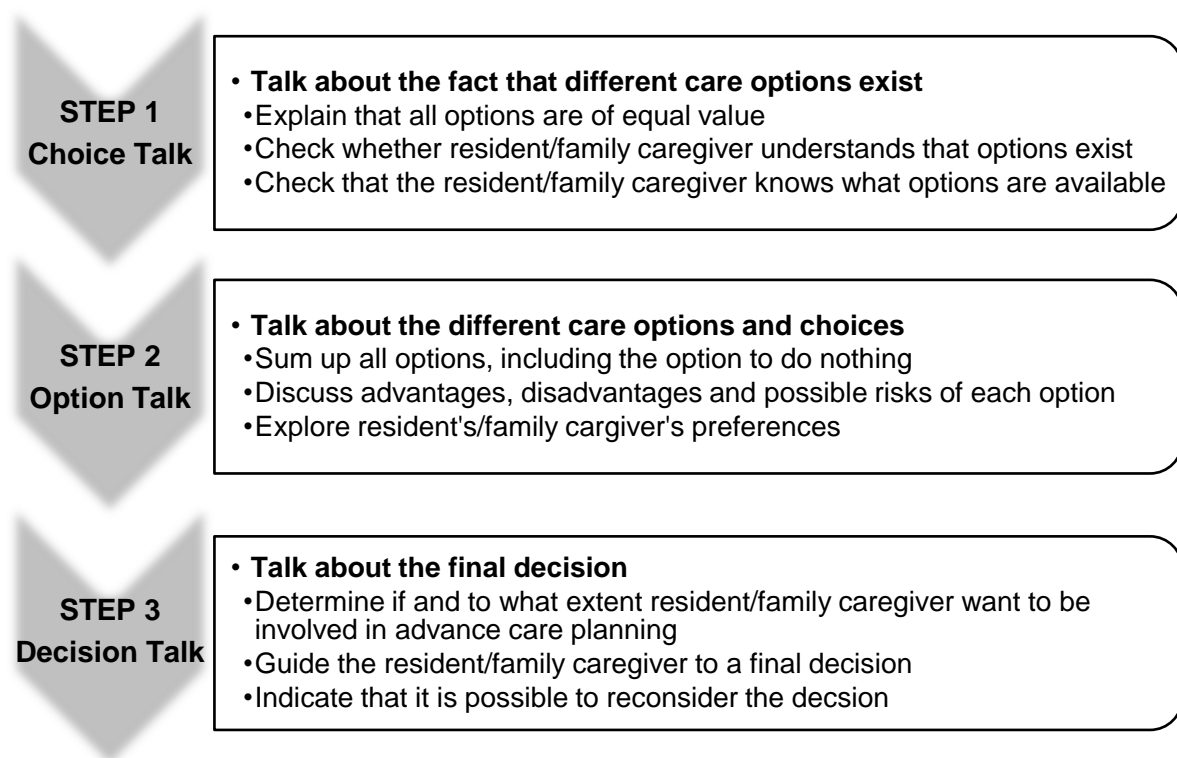 STEP 1
Choice Talk
• Talk about the fact that different care options exist
•Explain that all options are of equal value
•Check whether resident/family caregiver understands that options exist
•Check that the resident/family caregiver knows what options are available
STEP 2
Option Talk
• Talk about the different care options and choices
•Sum up all options, including the option to do nothing
•Discuss advantages, disadvantages and possible risks of each option
•Explore resident's/family cargiver's preferences
STEP 3
Decision Talk
• Talk about the final decision
•Determine if and to what extent resident/family caregiver want to be
involved in advance care planning
•Guide the resident/family caregiver to a final decision
•Indicate that it is possible to reconsider the decsion